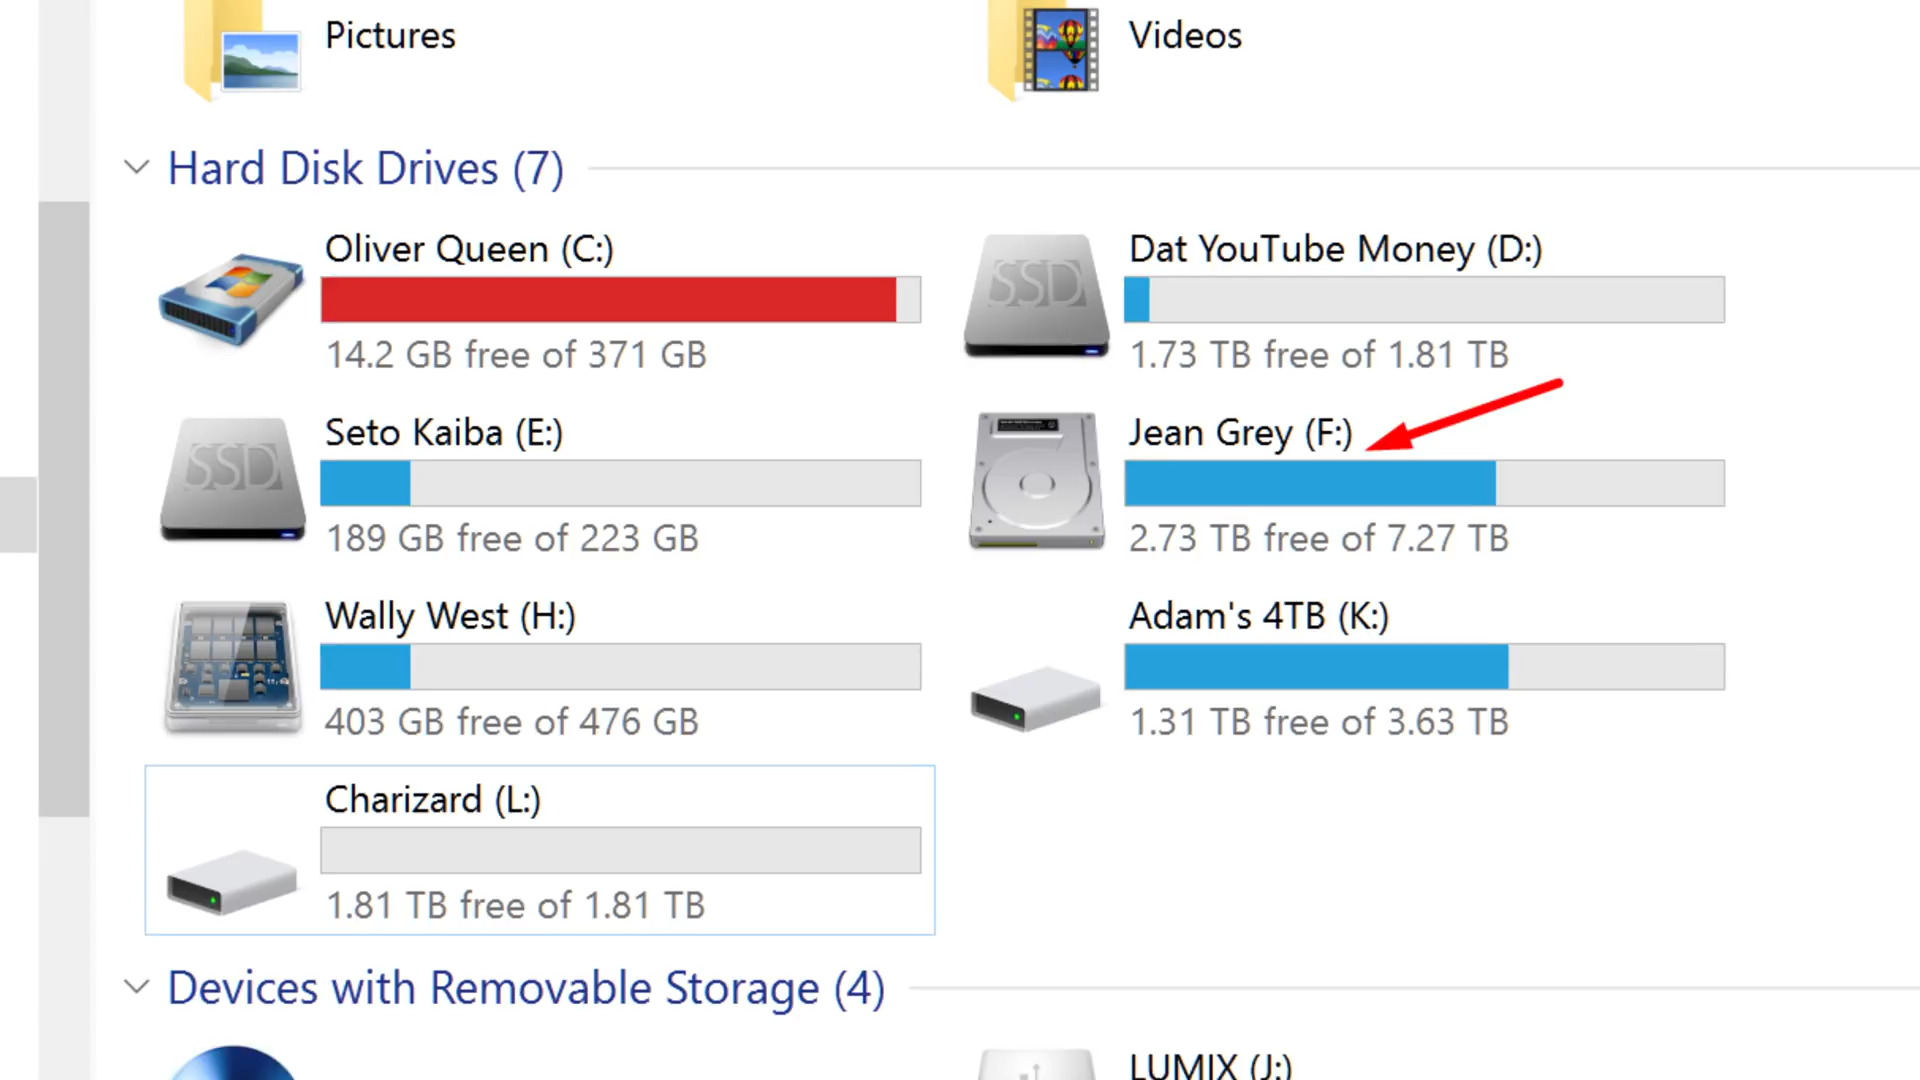 Pictures
Videos
Hard Disk Drives (7)
Oliver Queen (C:)
14.2 GB free of 371 GB
Dat YouTube Money (D:)
SSD
1.73 TB free of 1.81 TB
Seto Kaiba (E:)
SSD
189 GB free of 223 GB
Jean Grey (F:)
2.73 TB free of 7.27 TB
Wally West (H:)
403 GB free of 476 GB
Adam's 4TB (K:)
1.31 TB free of 3.63 TB
Charizard (L:)
1.81 TB free of 1.81 TB
Devices with Removable Storage (4)
LUMIX (J:)